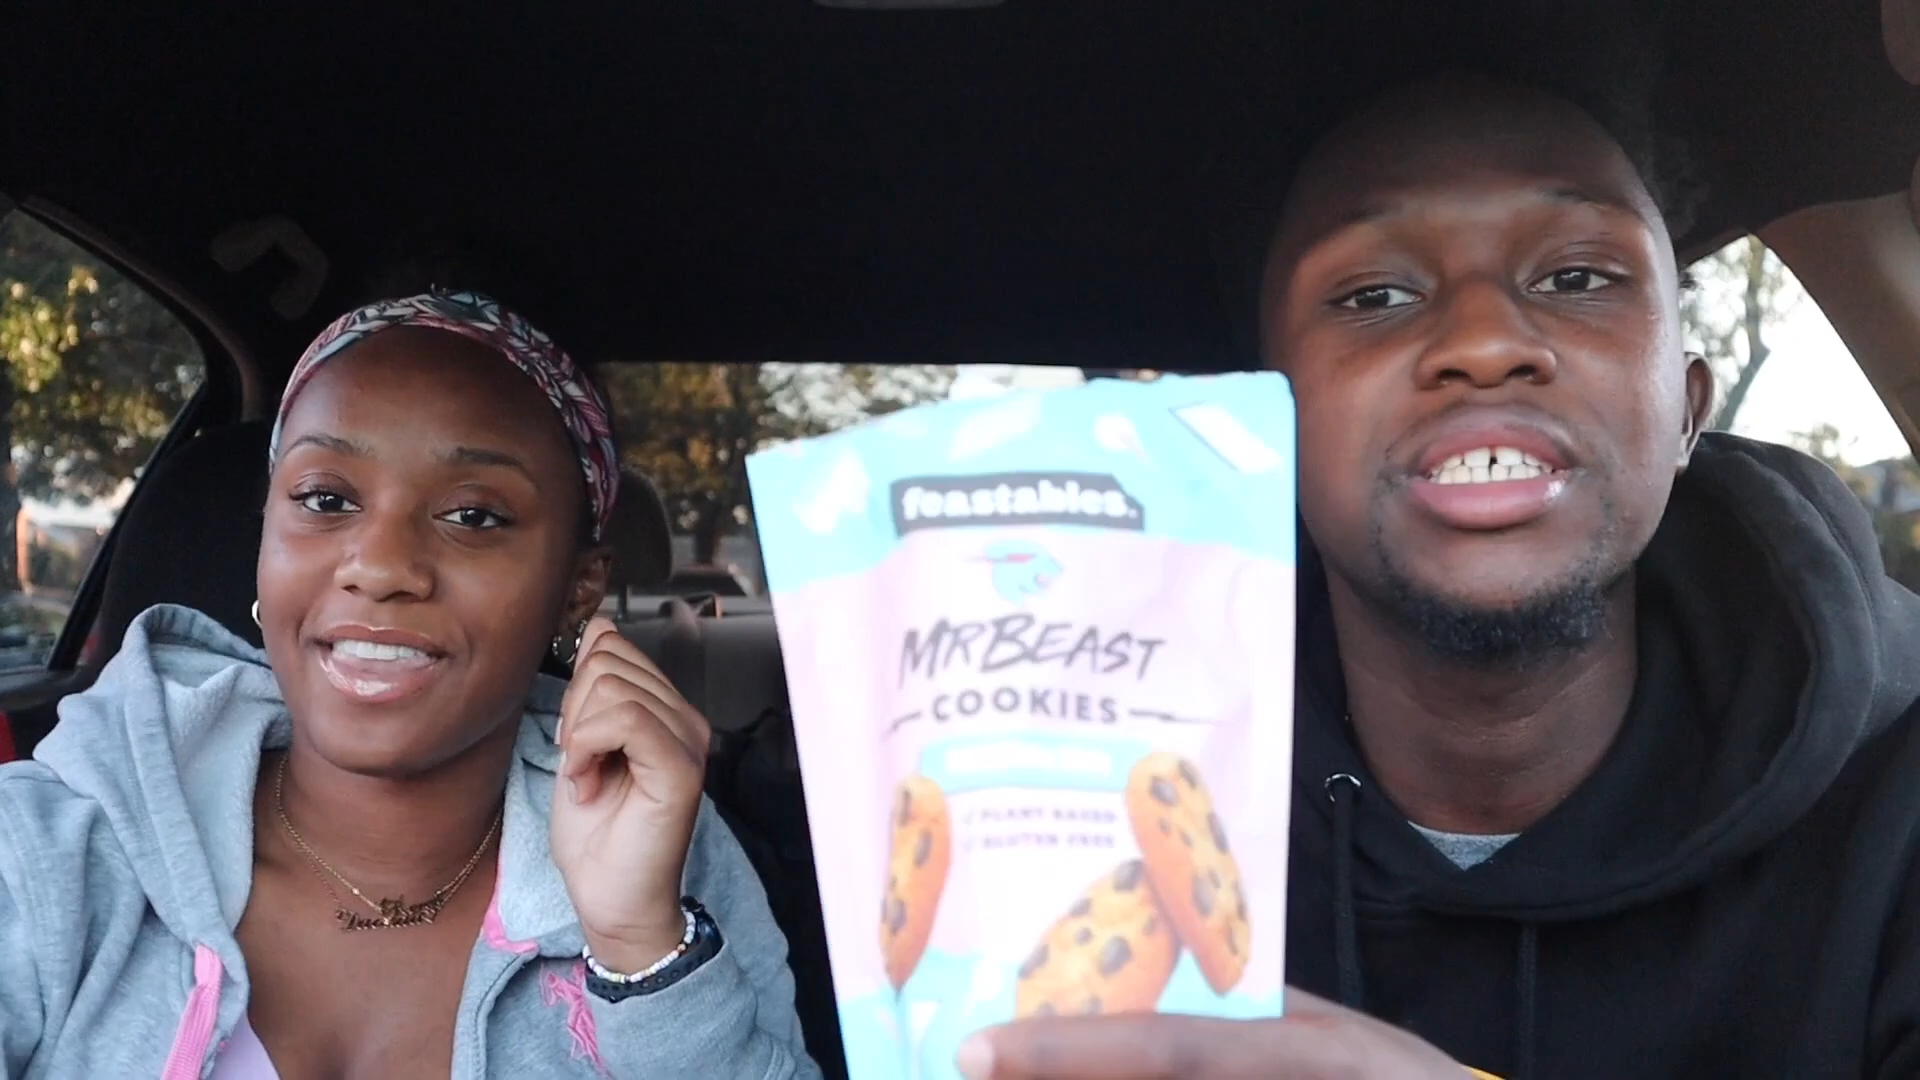 feastables.
MRBEAST
COOKIES
PLANT BASED
GLUTEN FREE